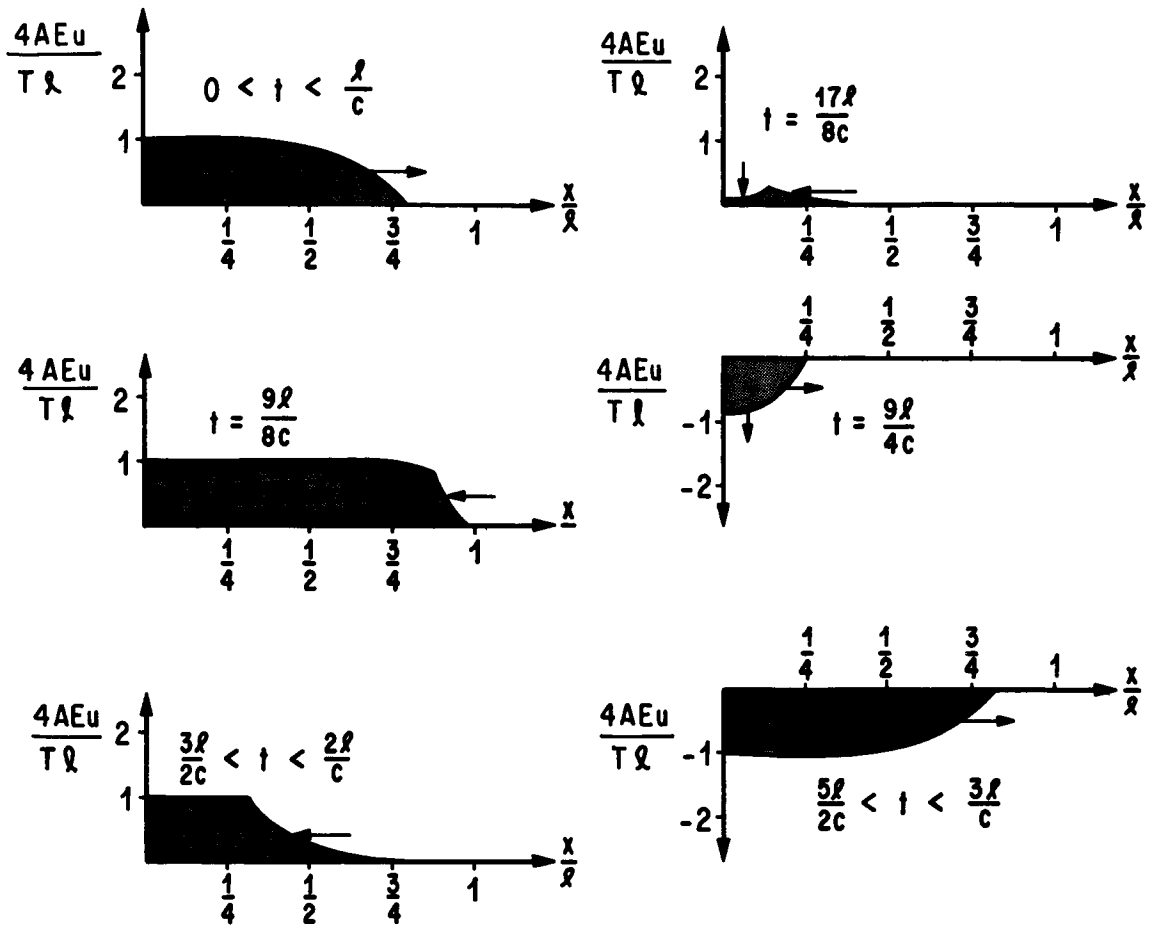 4AEu
Tℓ
2
1
0 < t < ℓ/c
1/4 1/2 3/4 1
x/ℓ
4AEu
Tℓ
2
1
t = 9ℓ/8c
1/4 1/2 3/4 1
x
4AEu
Tℓ
2
1
3ℓ/2c < t < 2ℓ/c
1/4 1/2 3/4 1
x/ℓ
4AEu
Tℓ
2
1
t = 17ℓ/8c
1/4 1/2 3/4 1
x/ℓ
1/4 1/2 3/4 1
x/ℓ
4AEu
Tℓ
-1
-2
t = 9ℓ/4c
1/4 1/2 3/4 1
x/ℓ
4AEu
Tℓ
-1
-2
5ℓ/2c < t < 3ℓ/c